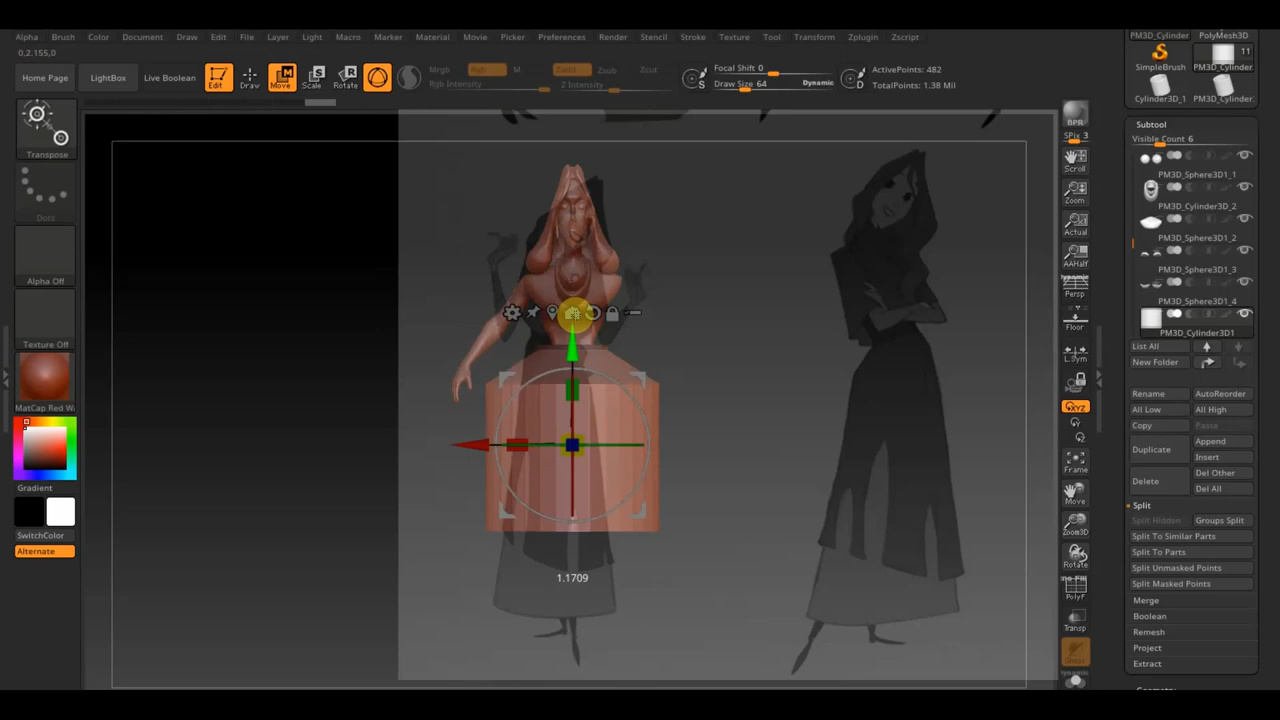 Alpha Brush Color Document Draw Edit File Layer Light Macro Marker Material Movie Picker Preferences Render Stencil Stroke Texture Tool Transform Zplugin Zscript
0,2.155,0
Home Page LightBox Live Boolean Edit Draw Move Scale Rotate
Mrgb Rgb M Zadd Zsub Zcut
Rgb Intensity Z Intensity
Focal Shift 0
Draw Size 64 Dynamic
ActivePoints: 482
TotalPoints: 1.38 Mil
Transpose
Dots
Alpha Off
Texture Off
MatCap Red Wa
Gradient
SwitchColor
Alternate
1.1709
BPR
SPix 3
Scroll
Zoom
Actual
AAHalf
Dynamic
Persp
Floor
L.Sym
XYZ
Frame
Move
Zoom3D
Rotate
PolyF
Transp
Dynamic
PM3D_Cylinder PolyMesh3D
11
SimpleBrush PM3D_Cylinder
Cylinder3D_1 PM3D_Cylinder
Subtool
Visible Count 6
PM3D_Sphere3D1_1
PM3D_Cylinder3D_2
PM3D_Sphere3D1_2
PM3D_Sphere3D1_3
PM3D_Sphere3D1_4
PM3D_Cylinder3D1
List All
New Folder
Rename AutoReorder
All Low All High
Copy Paste
Duplicate Append
Insert
Delete Del Other
Del All
Split
Split Hidden Groups Split
Split To Similar Parts
Split To Parts
Split Unmasked Points
Split Masked Points
Merge
Boolean
Remesh
Project
Extract